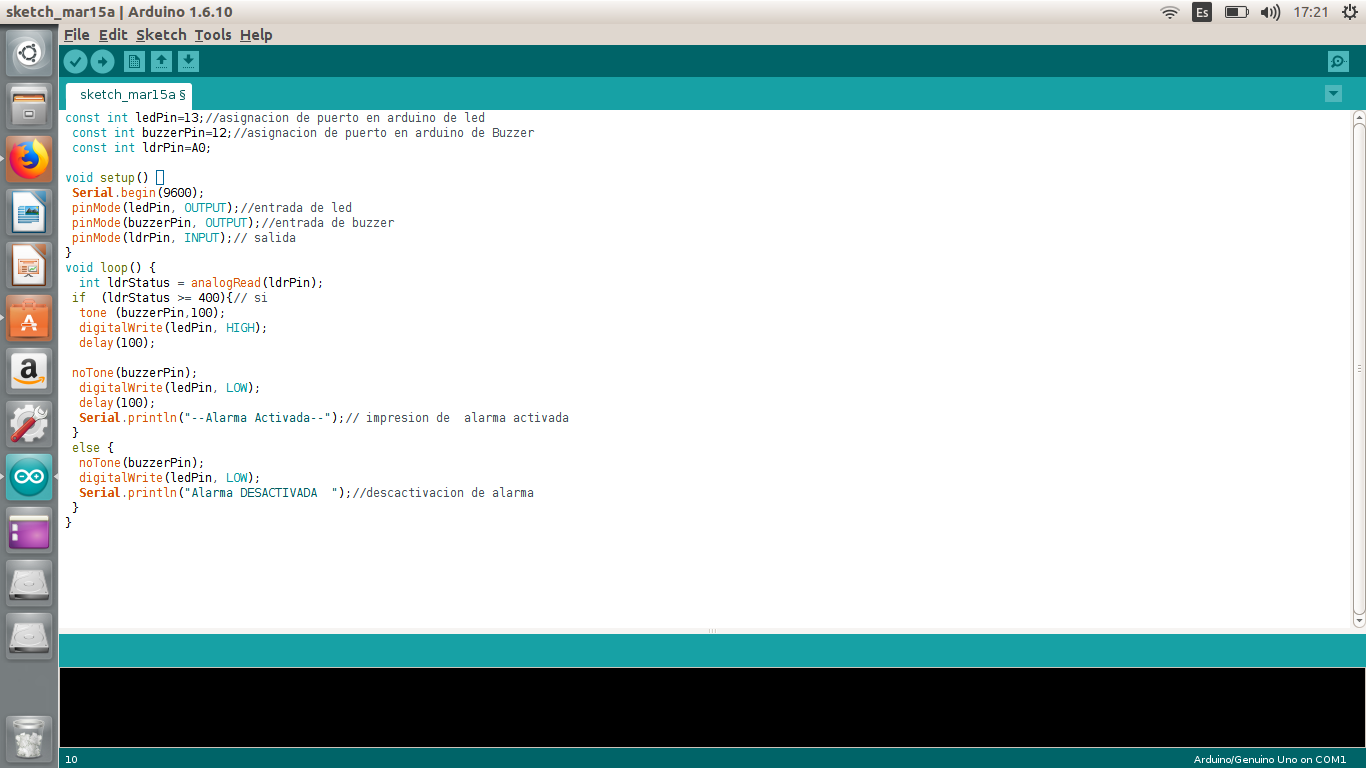 sketch_mar15a | Arduino 1.6.10
Es
17:21
File Edit Sketch Tools Help
sketch_mar15a §
const int ledPin=13;//asignacion de puerto en arduino de led
const int buzzerPin=12;//asignacion de puerto en arduino de Buzzer
const int ldrPin=A0;
void setup()
Serial.begin(9600);
pinMode(ledPin, OUTPUT);//entrada de led
pinMode(buzzerPin, OUTPUT);//entrada de buzzer
pinMode(ldrPin, INPUT);// salida
}
void loop() {
int ldrStatus = analogRead(ldrPin);
if  (ldrStatus >= 400){// si
tone (buzzerPin,100);
digitalWrite(ledPin, HIGH);
delay(100);
noTone(buzzerPin);
digitalWrite(ledPin, LOW);
delay(100);
Serial.println("--Alarma Activada--");// impresion de  alarma activada
}
else {
noTone(buzzerPin);
digitalWrite(ledPin, LOW);
Serial.println("Alarma DESACTIVADA  ");//descactivacion de alarma
}
}
10
Arduino/Genuino Uno on COM1